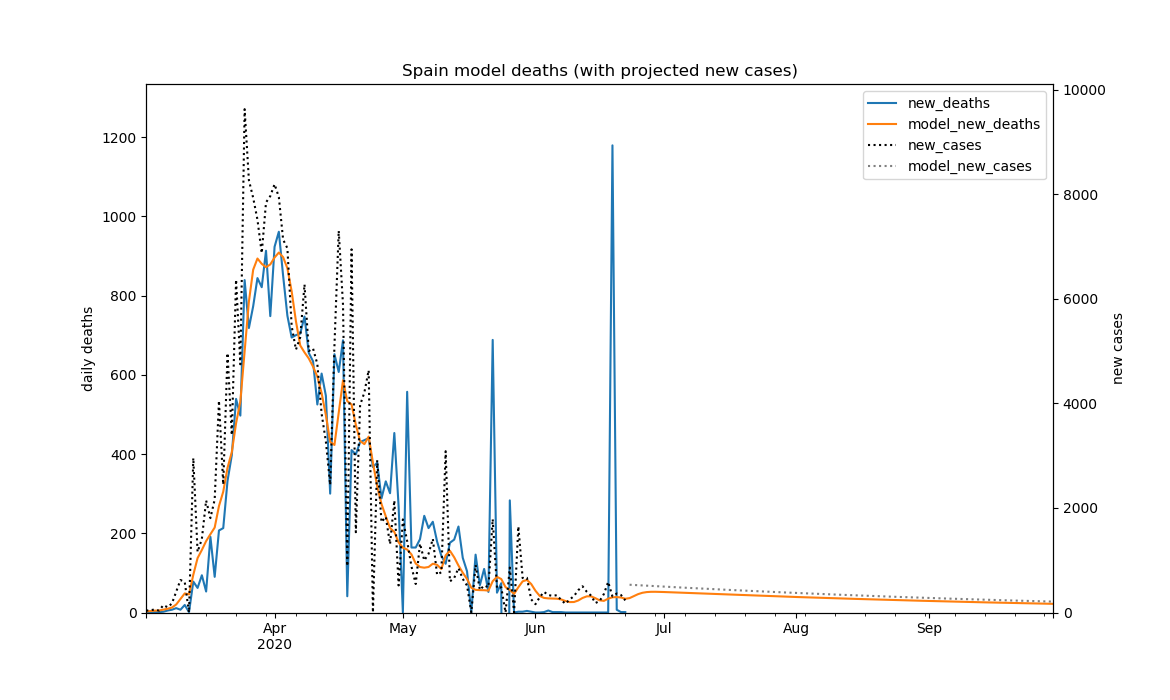 Spain model deaths (with projected new cases)
new_deaths
model_new_deaths
new_cases
model_new_cases
daily deaths
1200
1000
800
600
400
200
0
10000
8000
6000
4000
2000
0
new cases
Apr
2020
May
Jun
Jul
Aug
Sep